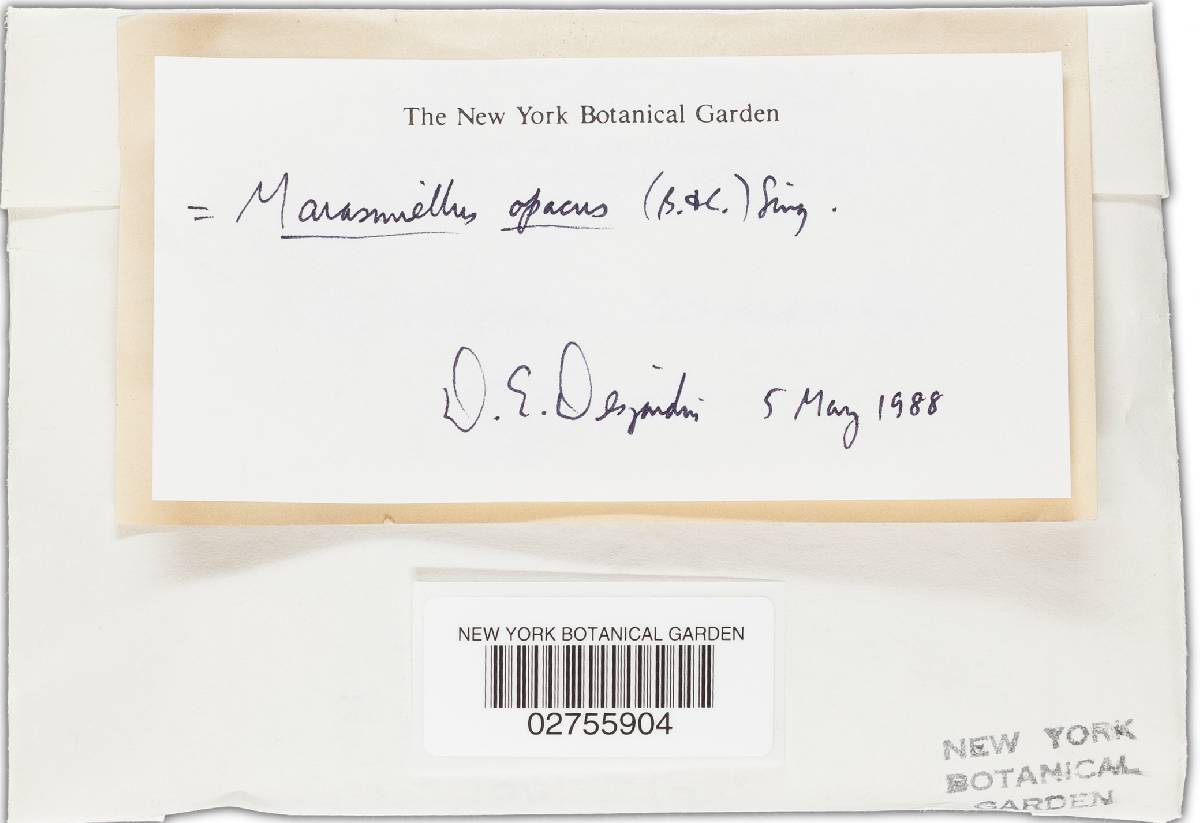 The New York Botanical Garden
= Marasmiellus opacus (B.&C.) Sing.
D. E. Desjardin 5 May 1988
NEW YORK BOTANICAL GARDEN
02755904
NEW YORK
BOTANICAL
GARDEN